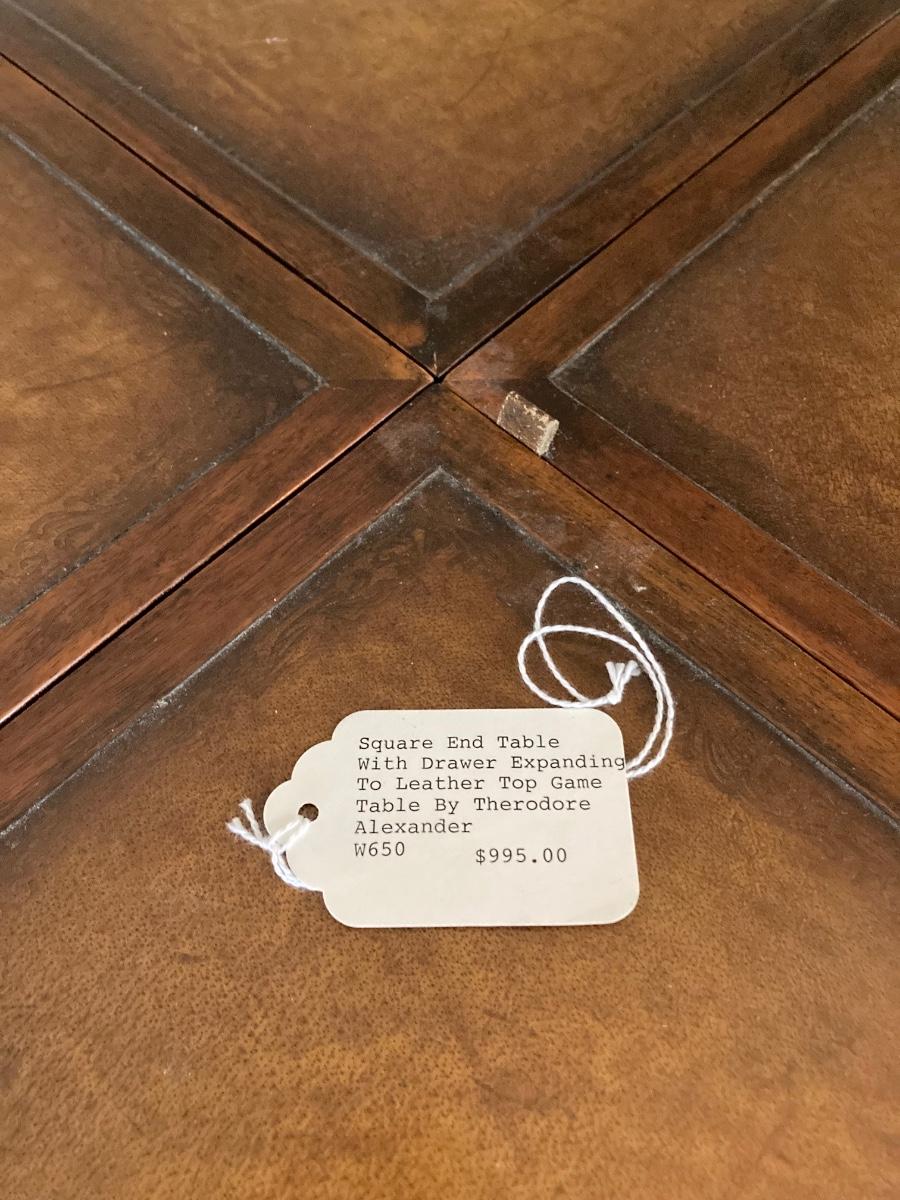 Square End Table
With Drawer Expanding
To Leather Top Game
Table By Therodore
Alexander
W650 $995.00